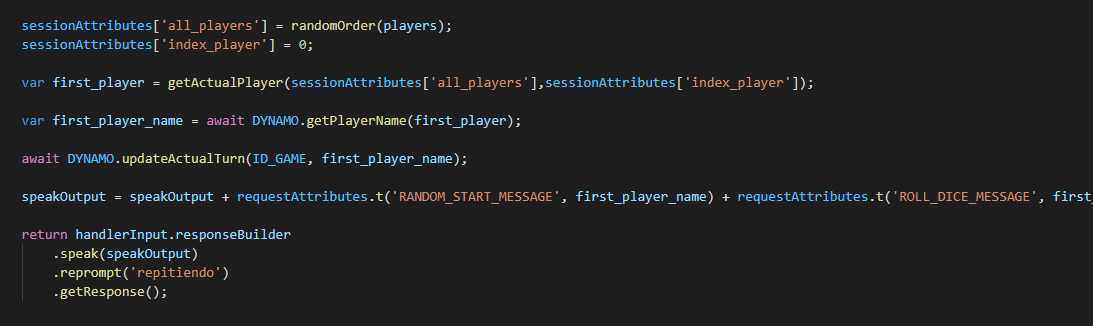 sessionAttributes['all_players'] = randomOrder(players);
sessionAttributes['index_player'] = 0;
var first_player = getActualPlayer(sessionAttributes['all_players'],sessionAttributes['index_player']);
var first_player_name = await DYNAMO.getPlayerName(first_player);
await DYNAMO.updateActualTurn(ID_GAME, first_player_name);
speakOutput = speakOutput + requestAttributes.t('RANDOM_START_MESSAGE', first_player_name) + requestAttributes.t('ROLL_DICE_MESSAGE', first_
return handlerInput.responseBuilder
.speak(speakOutput)
.reprompt('repitiendo')
.getResponse();